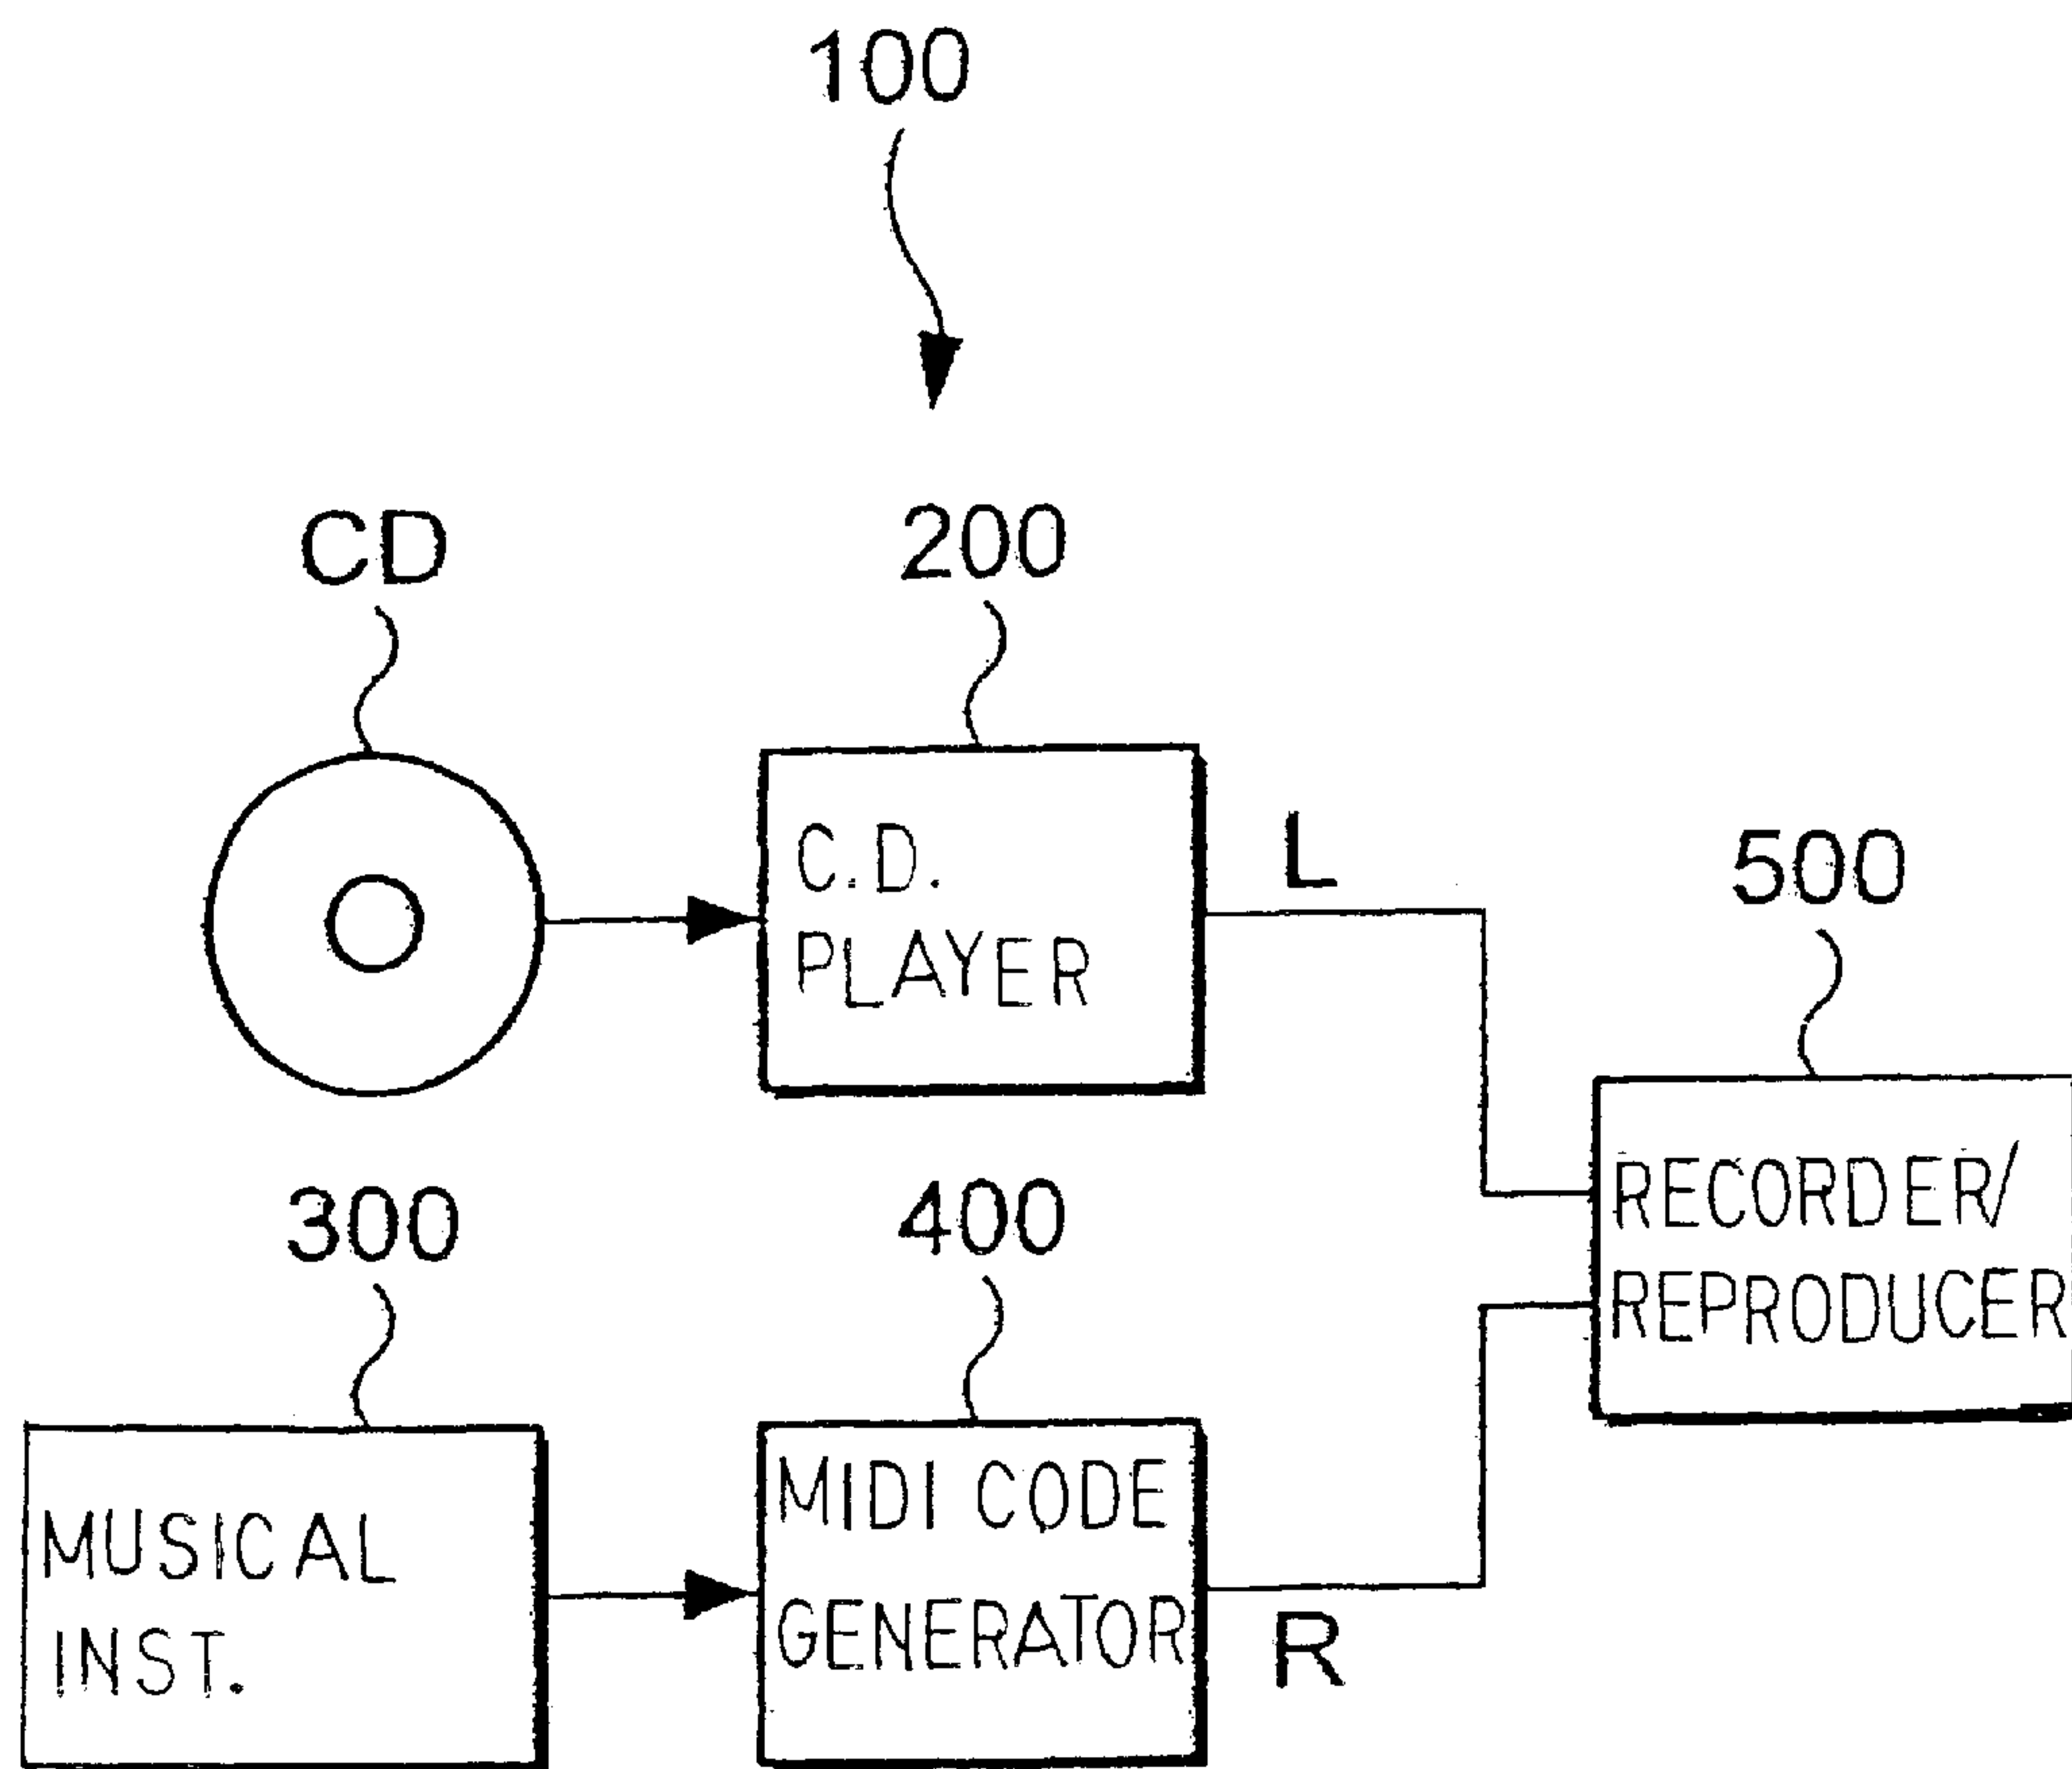 100
CD
200
C.D.
PLAYER
L
500
RECORDER/
REPRODUCER
300
400
MUSICAL
INST.
MIDI CODE
GENERATOR
R